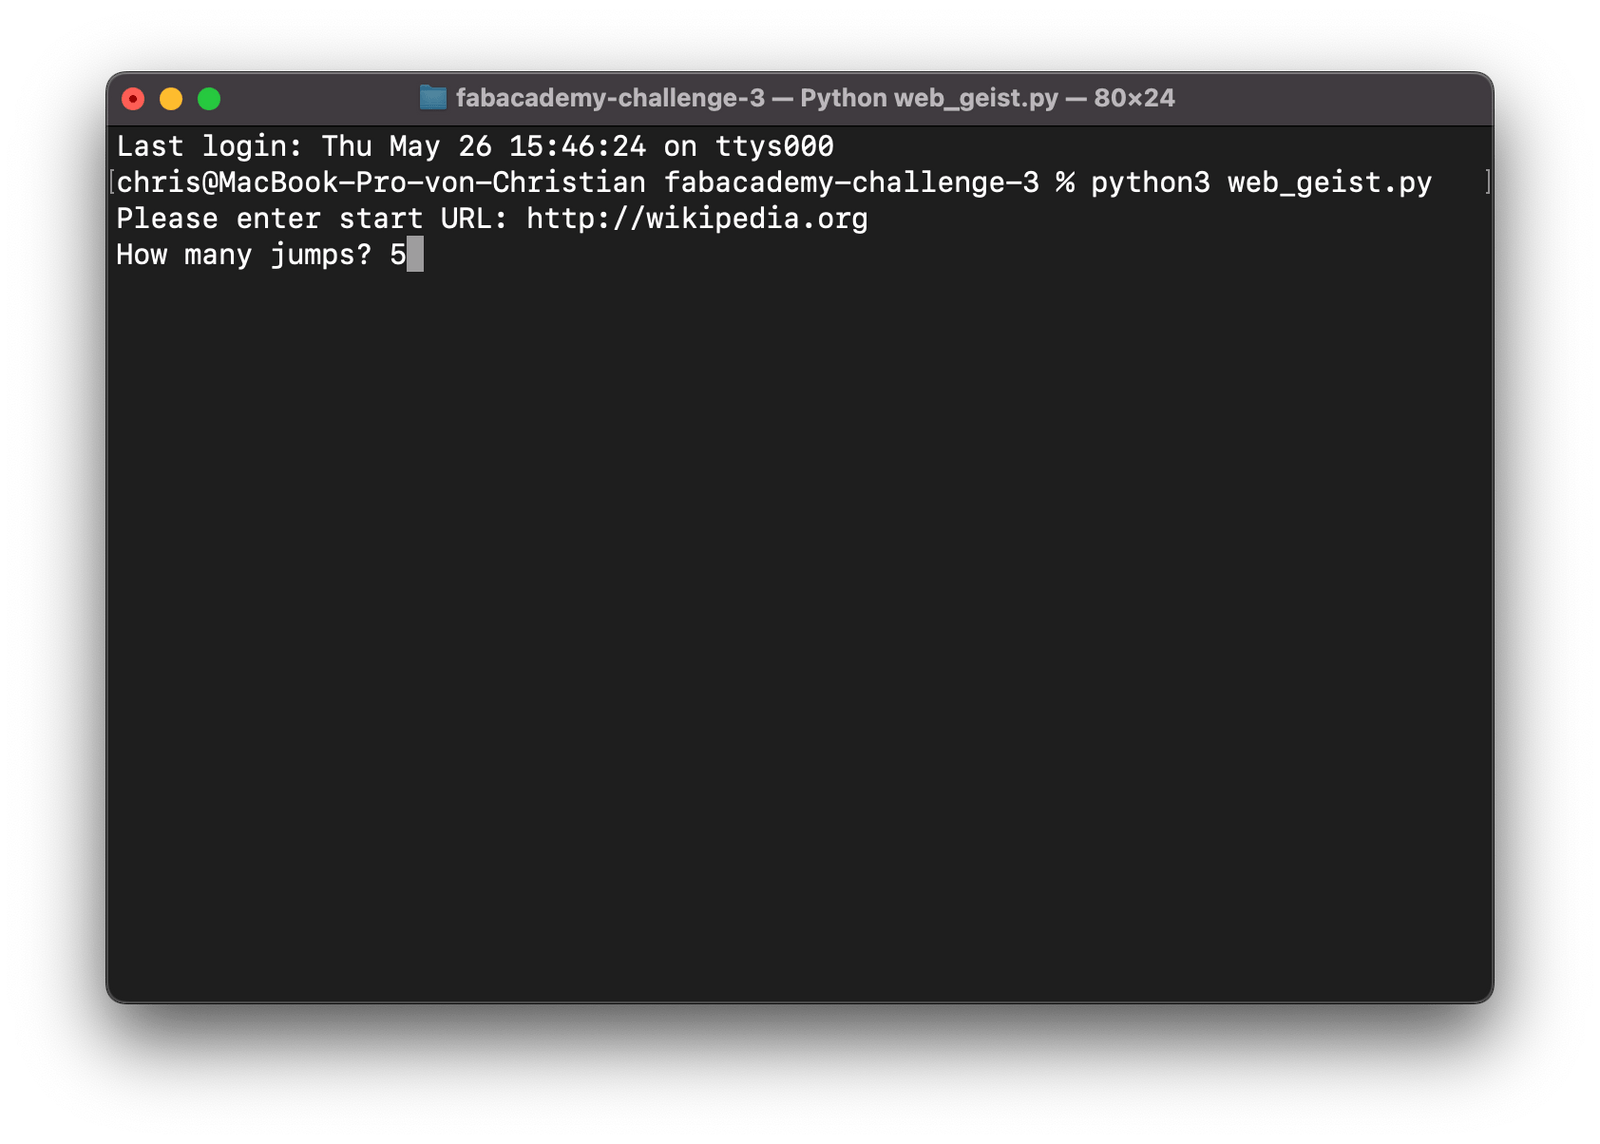 fabacademy-challenge-3 — Python web_geist.py — 80×24
Last login: Thu May 26 15:46:24 on ttys000
[chris@MacBook-Pro-von-Christian fabacademy-challenge-3 % python3 web_geist.py ]
Please enter start URL: http://wikipedia.org
How many jumps? 5